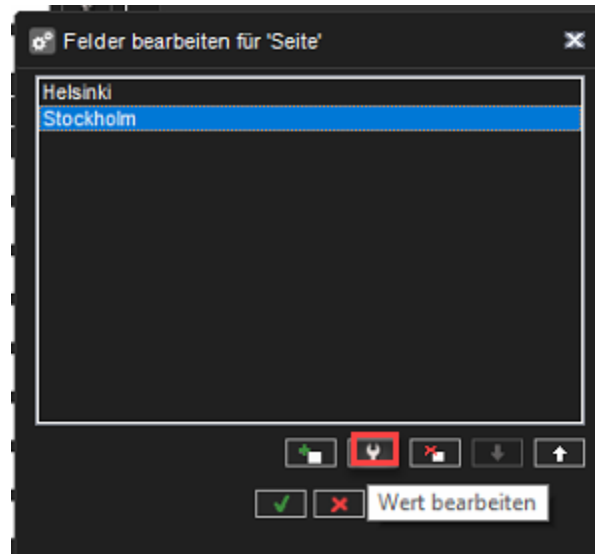 Felder bearbeiten für 'Seite'
Helsinki
Stockholm
Wert bearbeiten